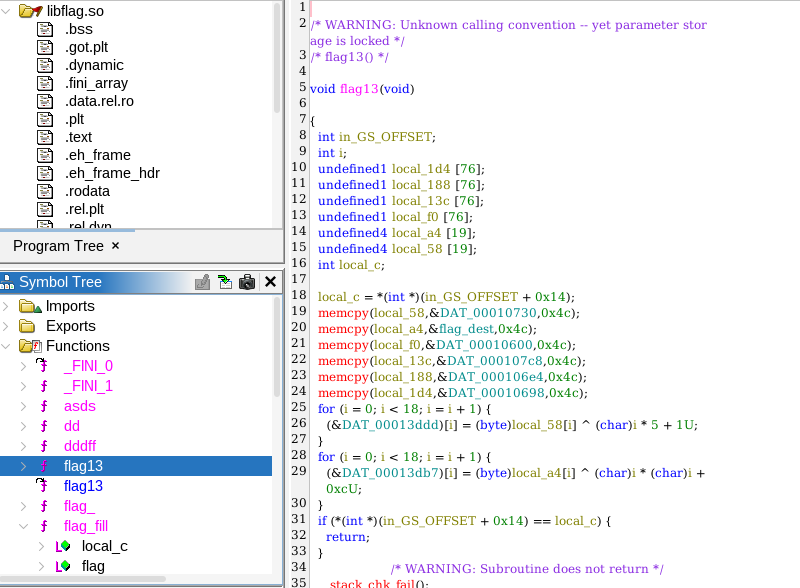 libflag.so
.bss
.got.plt
.dynamic
.fini_array
.data.rel.ro
.plt
.text
.eh_frame
.eh_frame_hdr
.rodata
.rel.plt
.rel.dyn
Program Tree ×
Symbol Tree
Imports
Exports
Functions
_FINI_0
_FINI_1
asds
dd
dddff
flag13
flag13
flag_
flag_fill
local_c
flag
1
2 /* WARNING: Unknown calling convention -- yet parameter stor
age is locked */
3 /* flag13() */
4
5 void flag13(void)
6
7 {
8 int in_GS_OFFSET;
9 int i;
10 undefined1 local_1d4 [76];
11 undefined1 local_188 [76];
12 undefined1 local_13c [76];
13 undefined1 local_f0 [76];
14 undefined4 local_a4 [19];
15 undefined4 local_58 [19];
16 int local_c;
17
18 local_c = *(int *)(in_GS_OFFSET + 0x14);
19 memcpy(local_58,&DAT_00010730,0x4c);
20 memcpy(local_a4,&flag_dest,0x4c);
21 memcpy(local_f0,&DAT_00010600,0x4c);
22 memcpy(local_13c,&DAT_000107c8,0x4c);
23 memcpy(local_188,&DAT_000106e4,0x4c);
24 memcpy(local_1d4,&DAT_00010698,0x4c);
25 for (i = 0; i < 18; i = i + 1) {
26 (&DAT_00013ddd)[i] = (byte)local_58[i] ^ (char)i * 5 + 1U;
27 }
28 for (i = 0; i < 18; i = i + 1) {
29 (&DAT_00013db7)[i] = (byte)local_a4[i] ^ (char)i * (char)i +
0xcU;
30 }
31 if (*(int *)(in_GS_OFFSET + 0x14) == local_c) {
32 return;
33 }
34 /* WARNING: Subroutine does not return */
35 __stack_chk_fail();